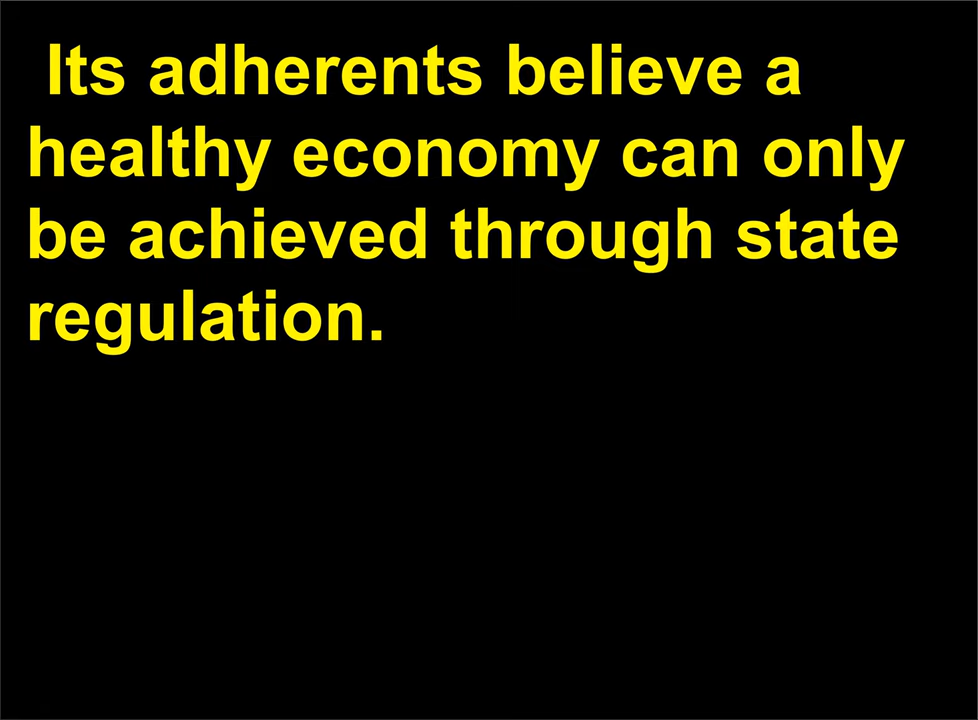 Its adherents believe a
healthy economy can only
be achieved through state
regulation.